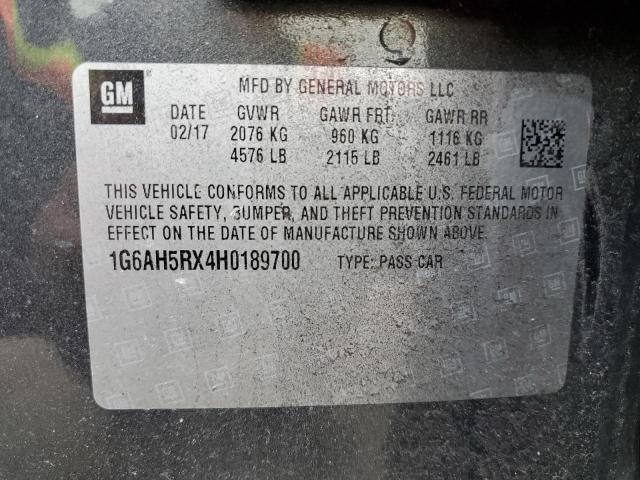 GM
MFD BY GENERAL MOTORS LLC
DATE GVWR GAWR FRT GAWR RR
02/17 2076 KG 960 KG 1116 KG
4576 LB 2115 LB 2461 LB
THIS VEHICLE CONFORMS TO ALL APPLICABLE U.S. FEDERAL MOTOR
VEHICLE SAFETY, BUMPER, AND THEFT PREVENTION STANDARDS IN
EFFECT ON THE DATE OF MANUFACTURE SHOWN ABOVE.
1G6AH5RX4H0189700 TYPE: PASS CAR